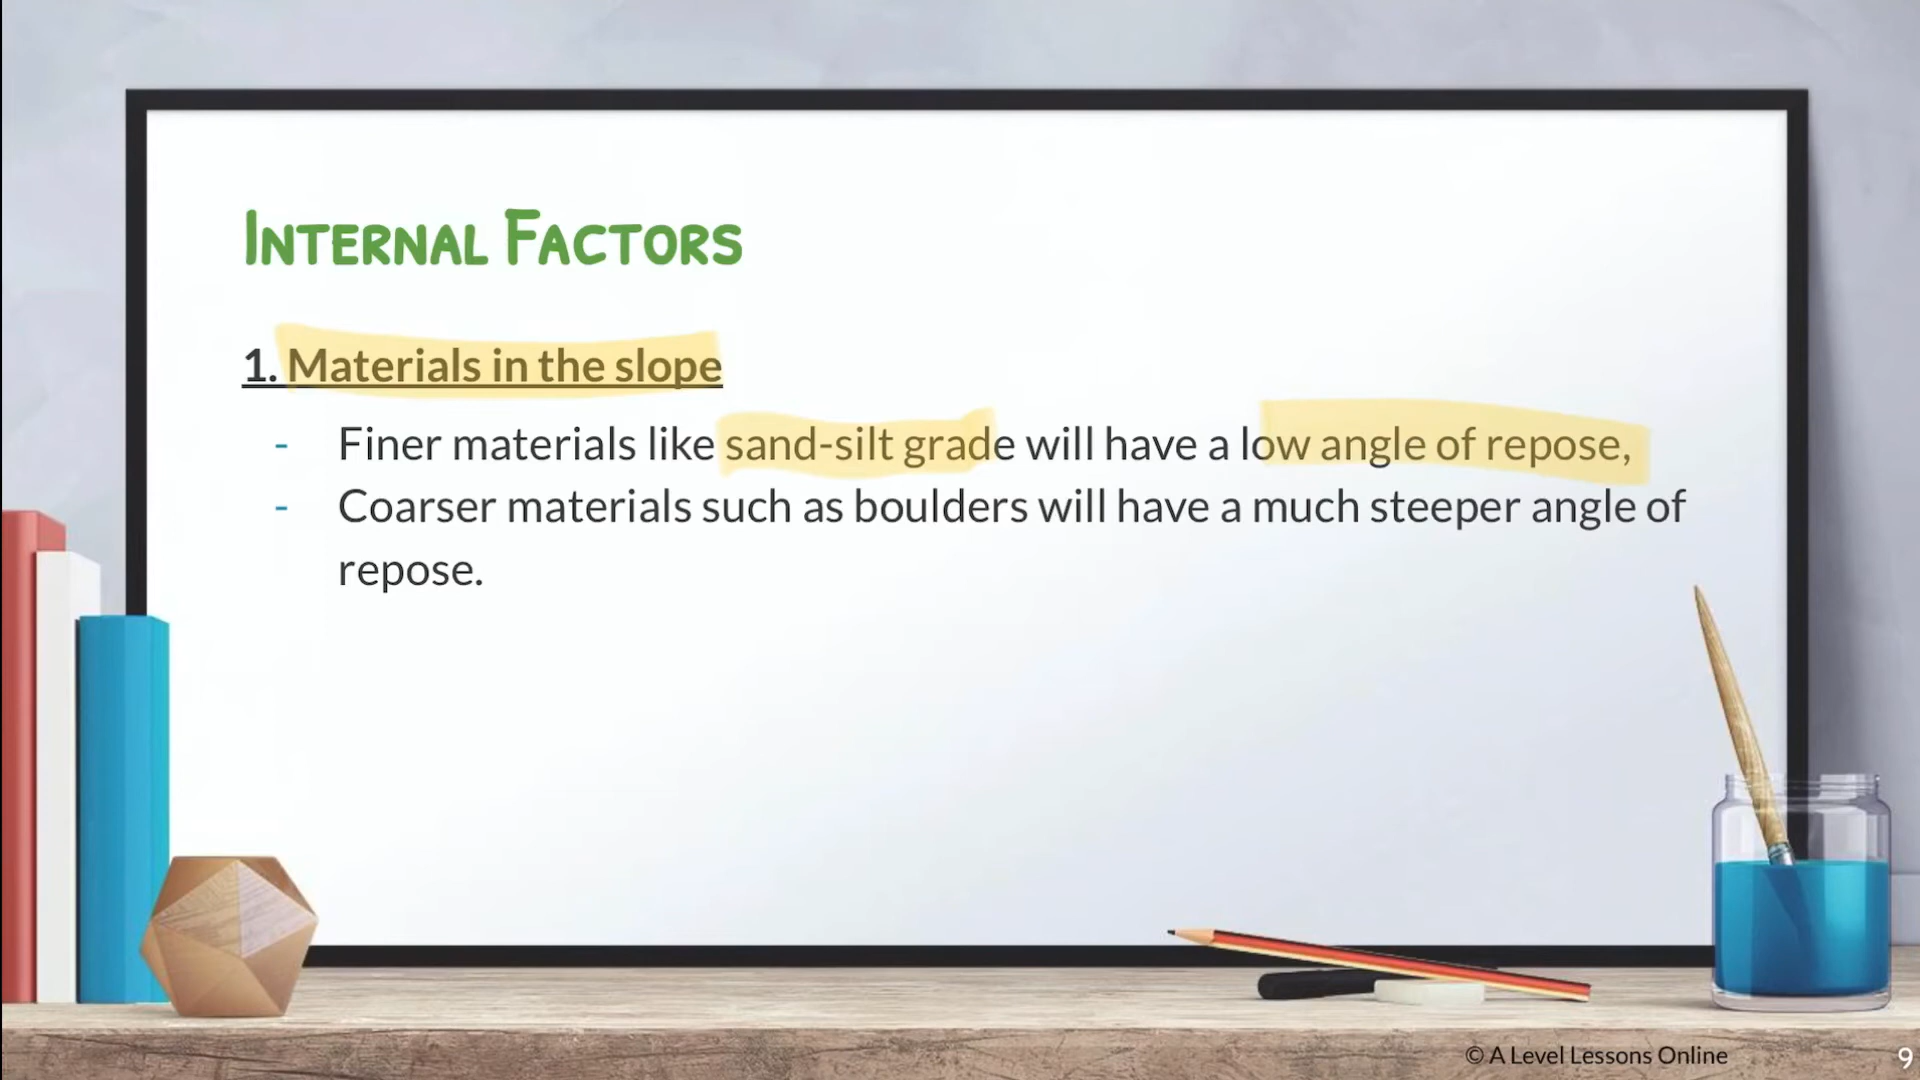 Internal Factors
1. Materials in the slope
- Finer materials like sand-silt grade will have a low angle of repose,
- Coarser materials such as boulders will have a much steeper angle of
repose.
© A Level Lessons Online
9